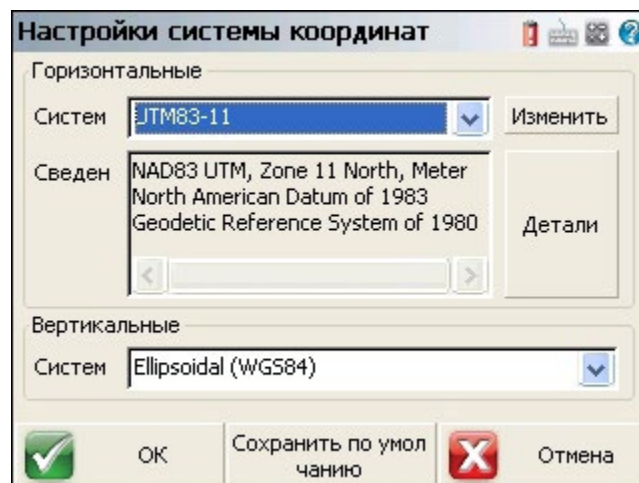 Настройки системы координат
Горизонтальные
Систем UTM83-11 Изменить
Сведен NAD83 UTM, Zone 11 North, Meter
North American Datum of 1983
Geodetic Reference System of 1980
Детали
Вертикальные
Систем Ellipsoidal (WGS84)
OK
Сохранить по умол
чанию
Отмена